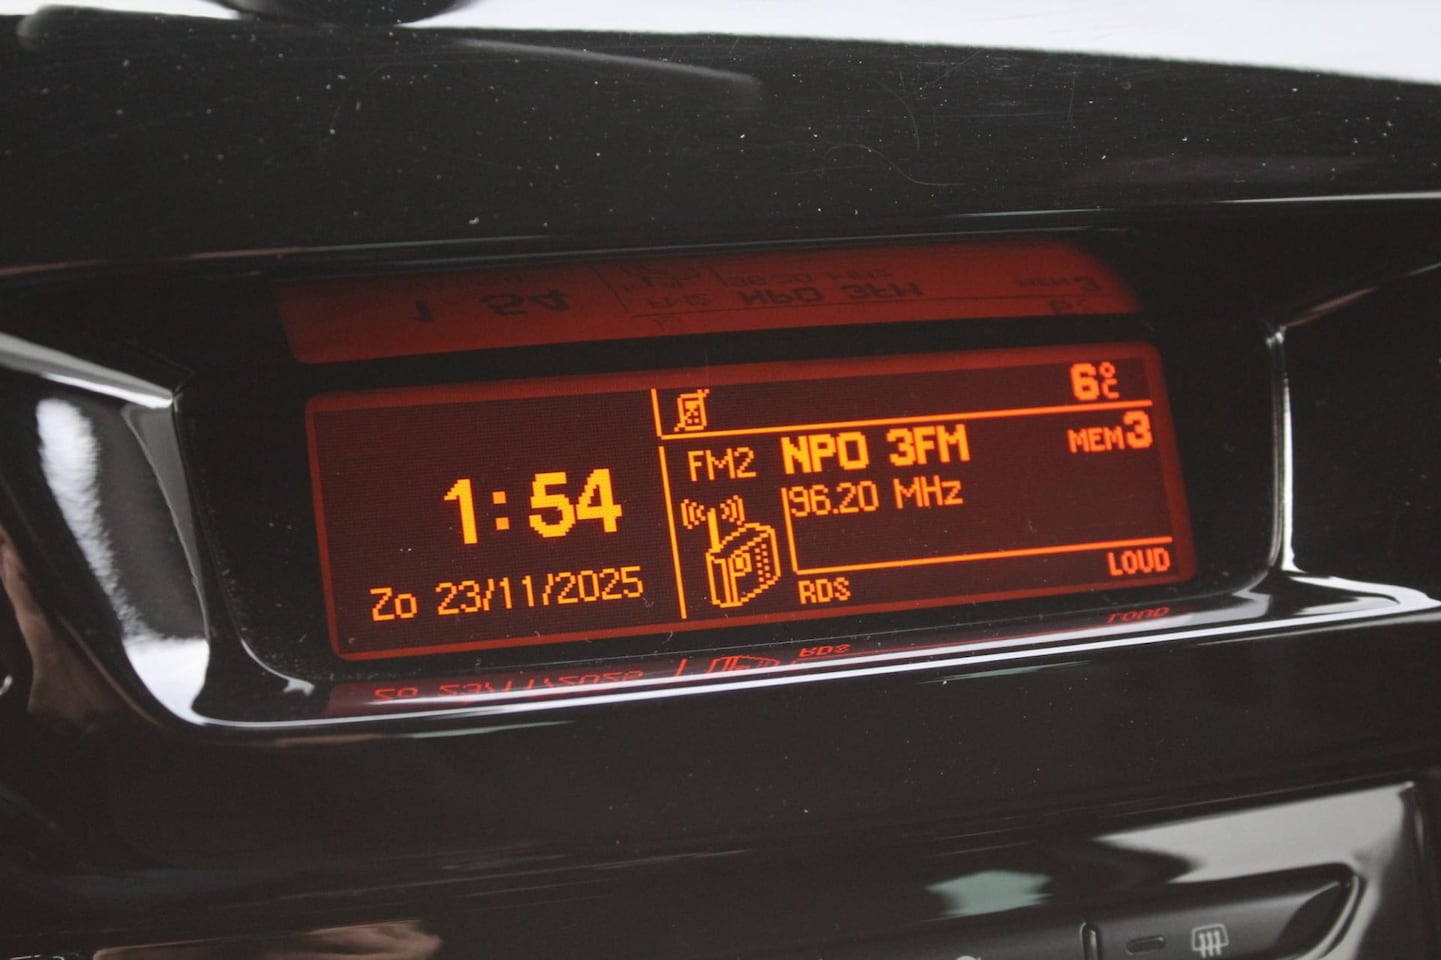 6°C
1:54
Zo 23/11/2025
FM2 NPO 3FM MEM3
96.20 MHz
RDS LOUD